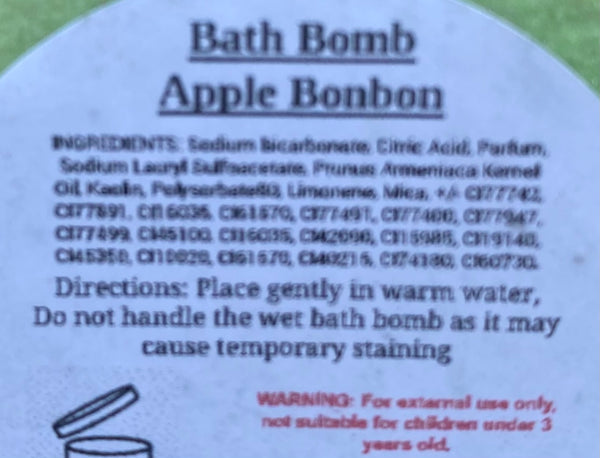 Bath Bomb
Apple Bonbon
INGREDIENTS: Sodium Bicarbonate, Citric Acid, Parfum,
Sodium Lauryl Sulfoacetate, Prunus Armeniaca Kernel
Oil, Kaolin, Polysorbate80, Limonene, Mica, +/- CI77742,
CI77891, CI16035, CI61570, CI77491, CI77400, CI77947,
CI77499, CI45100, CI16035, CI42090, CI15985, CI19140,
CI45350, CI10020, CI61570, CI40215, CI74180, CI60730.
Directions: Place gently in warm water,
Do not handle the wet bath bomb as it may
cause temporary staining
WARNING: For external use only,
not suitable for children under 3
years old.